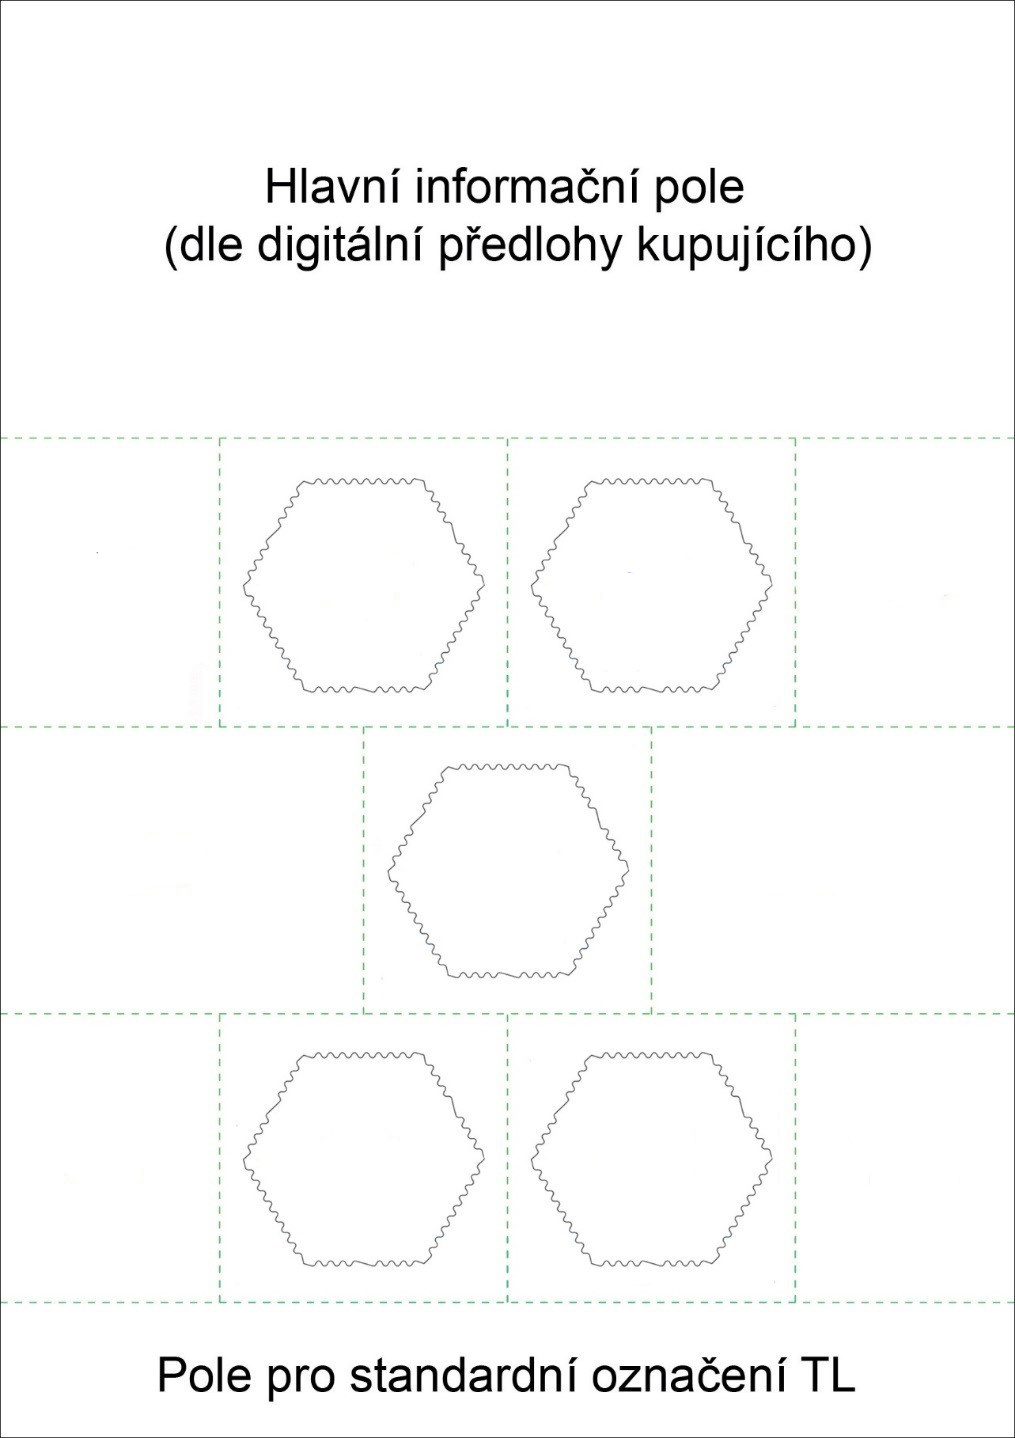 Hlavní informační pole
(dle digitální předlohy kupujícího)
Pole pro standardní označení TL